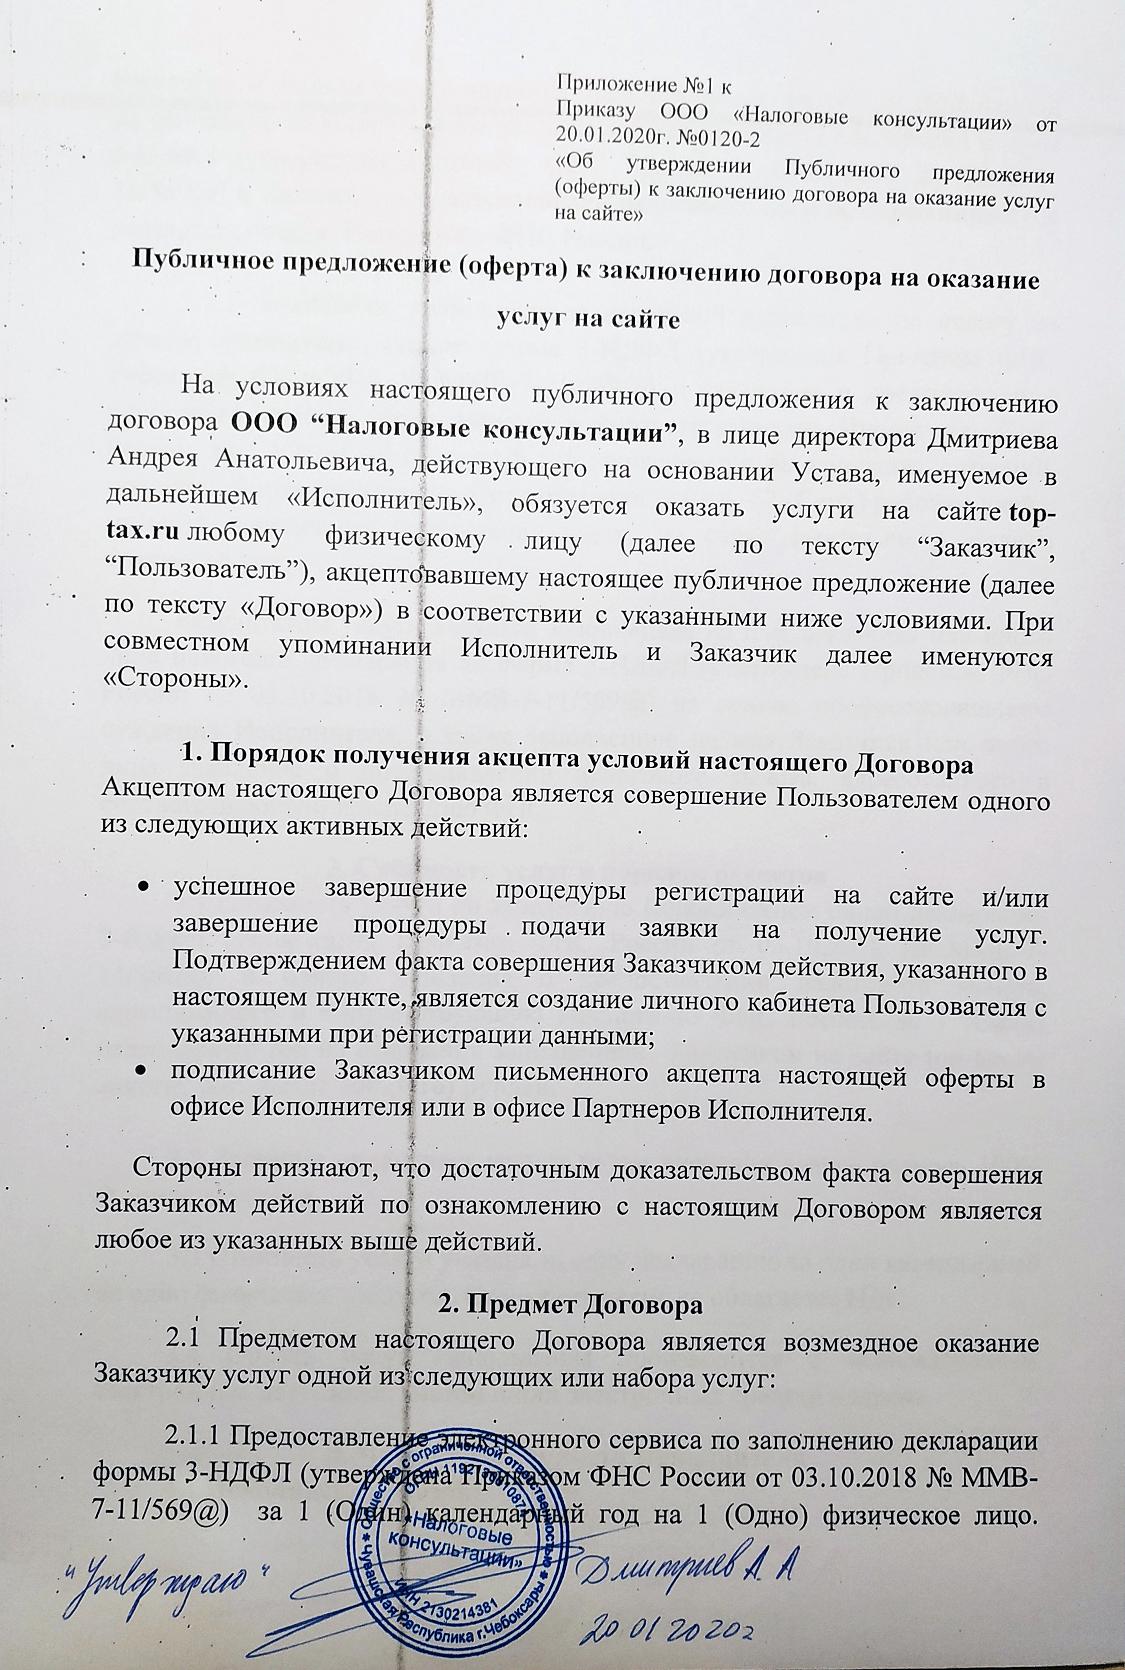 Приложение №1 к
Приказу ООО «Налоговые консультации» от
20.01.2020г. №0120-2
«Об утверждении Публичного предложения
(оферты) к заключению договора на оказание услуг
на сайте»
Публичное предложение (оферта) к заключению договора на оказание
услуг на сайте
На условиях настоящего публичного предложения к заключению
договора ООО “Налоговые консультации”, в лице директора Дмитриева
Андрея Анатольевича, действующего на основании Устава, именуемое в
дальнейшем «Исполнитель», обязуется оказать услуги на сайте top-
tax.ru любому физическому лицу (далее по тексту “Заказчик”,
“Пользователь”), акцептовавшему настоящее публичное предложение (далее
по тексту «Договор») в соответствии с указанными ниже условиями. При
совместном упоминании Исполнитель и Заказчик далее именуются
«Стороны».
1. Порядок получения акцепта условий настоящего Договора
Акцептом настоящего Договора является совершение Пользователем одного
из следующих активных действий:
• успешное завершение процедуры регистрации на сайте и/или
завершение процедуры подачи заявки на получение услуг.
Подтверждением факта совершения Заказчиком действия, указанного в
настоящем пункте, является создание личного кабинета Пользователя с
указанными при регистрации данными;
• подписание Заказчиком письменного акцепта настоящей оферты в
офисе Исполнителя или в офисе Партнеров Исполнителя.
Стороны признают, что достаточным доказательством факта совершения
Заказчиком действий по ознакомлению с настоящим Договором является
любое из указанных выше действий.
2. Предмет Договора
2.1 Предметом настоящего Договора является возмездное оказание
Заказчику услуг одной из следующих или набора услуг:
2.1.1 Предоставление электронного сервиса по заполнению декларации
формы 3-НДФЛ (утверждена Приказом ФНС России от 03.10.2018 № ММВ-
7-11/569@) за 1 (Один) календарный год на 1 (Одно) физическое лицо.
Общество с ограниченной ответственностью
«Налоговые
консультации»
ИНН 2130214381
Чувашская Республика г.Чебоксары
"Утверждаю"
Дмитриев А. А
20 01 2020г